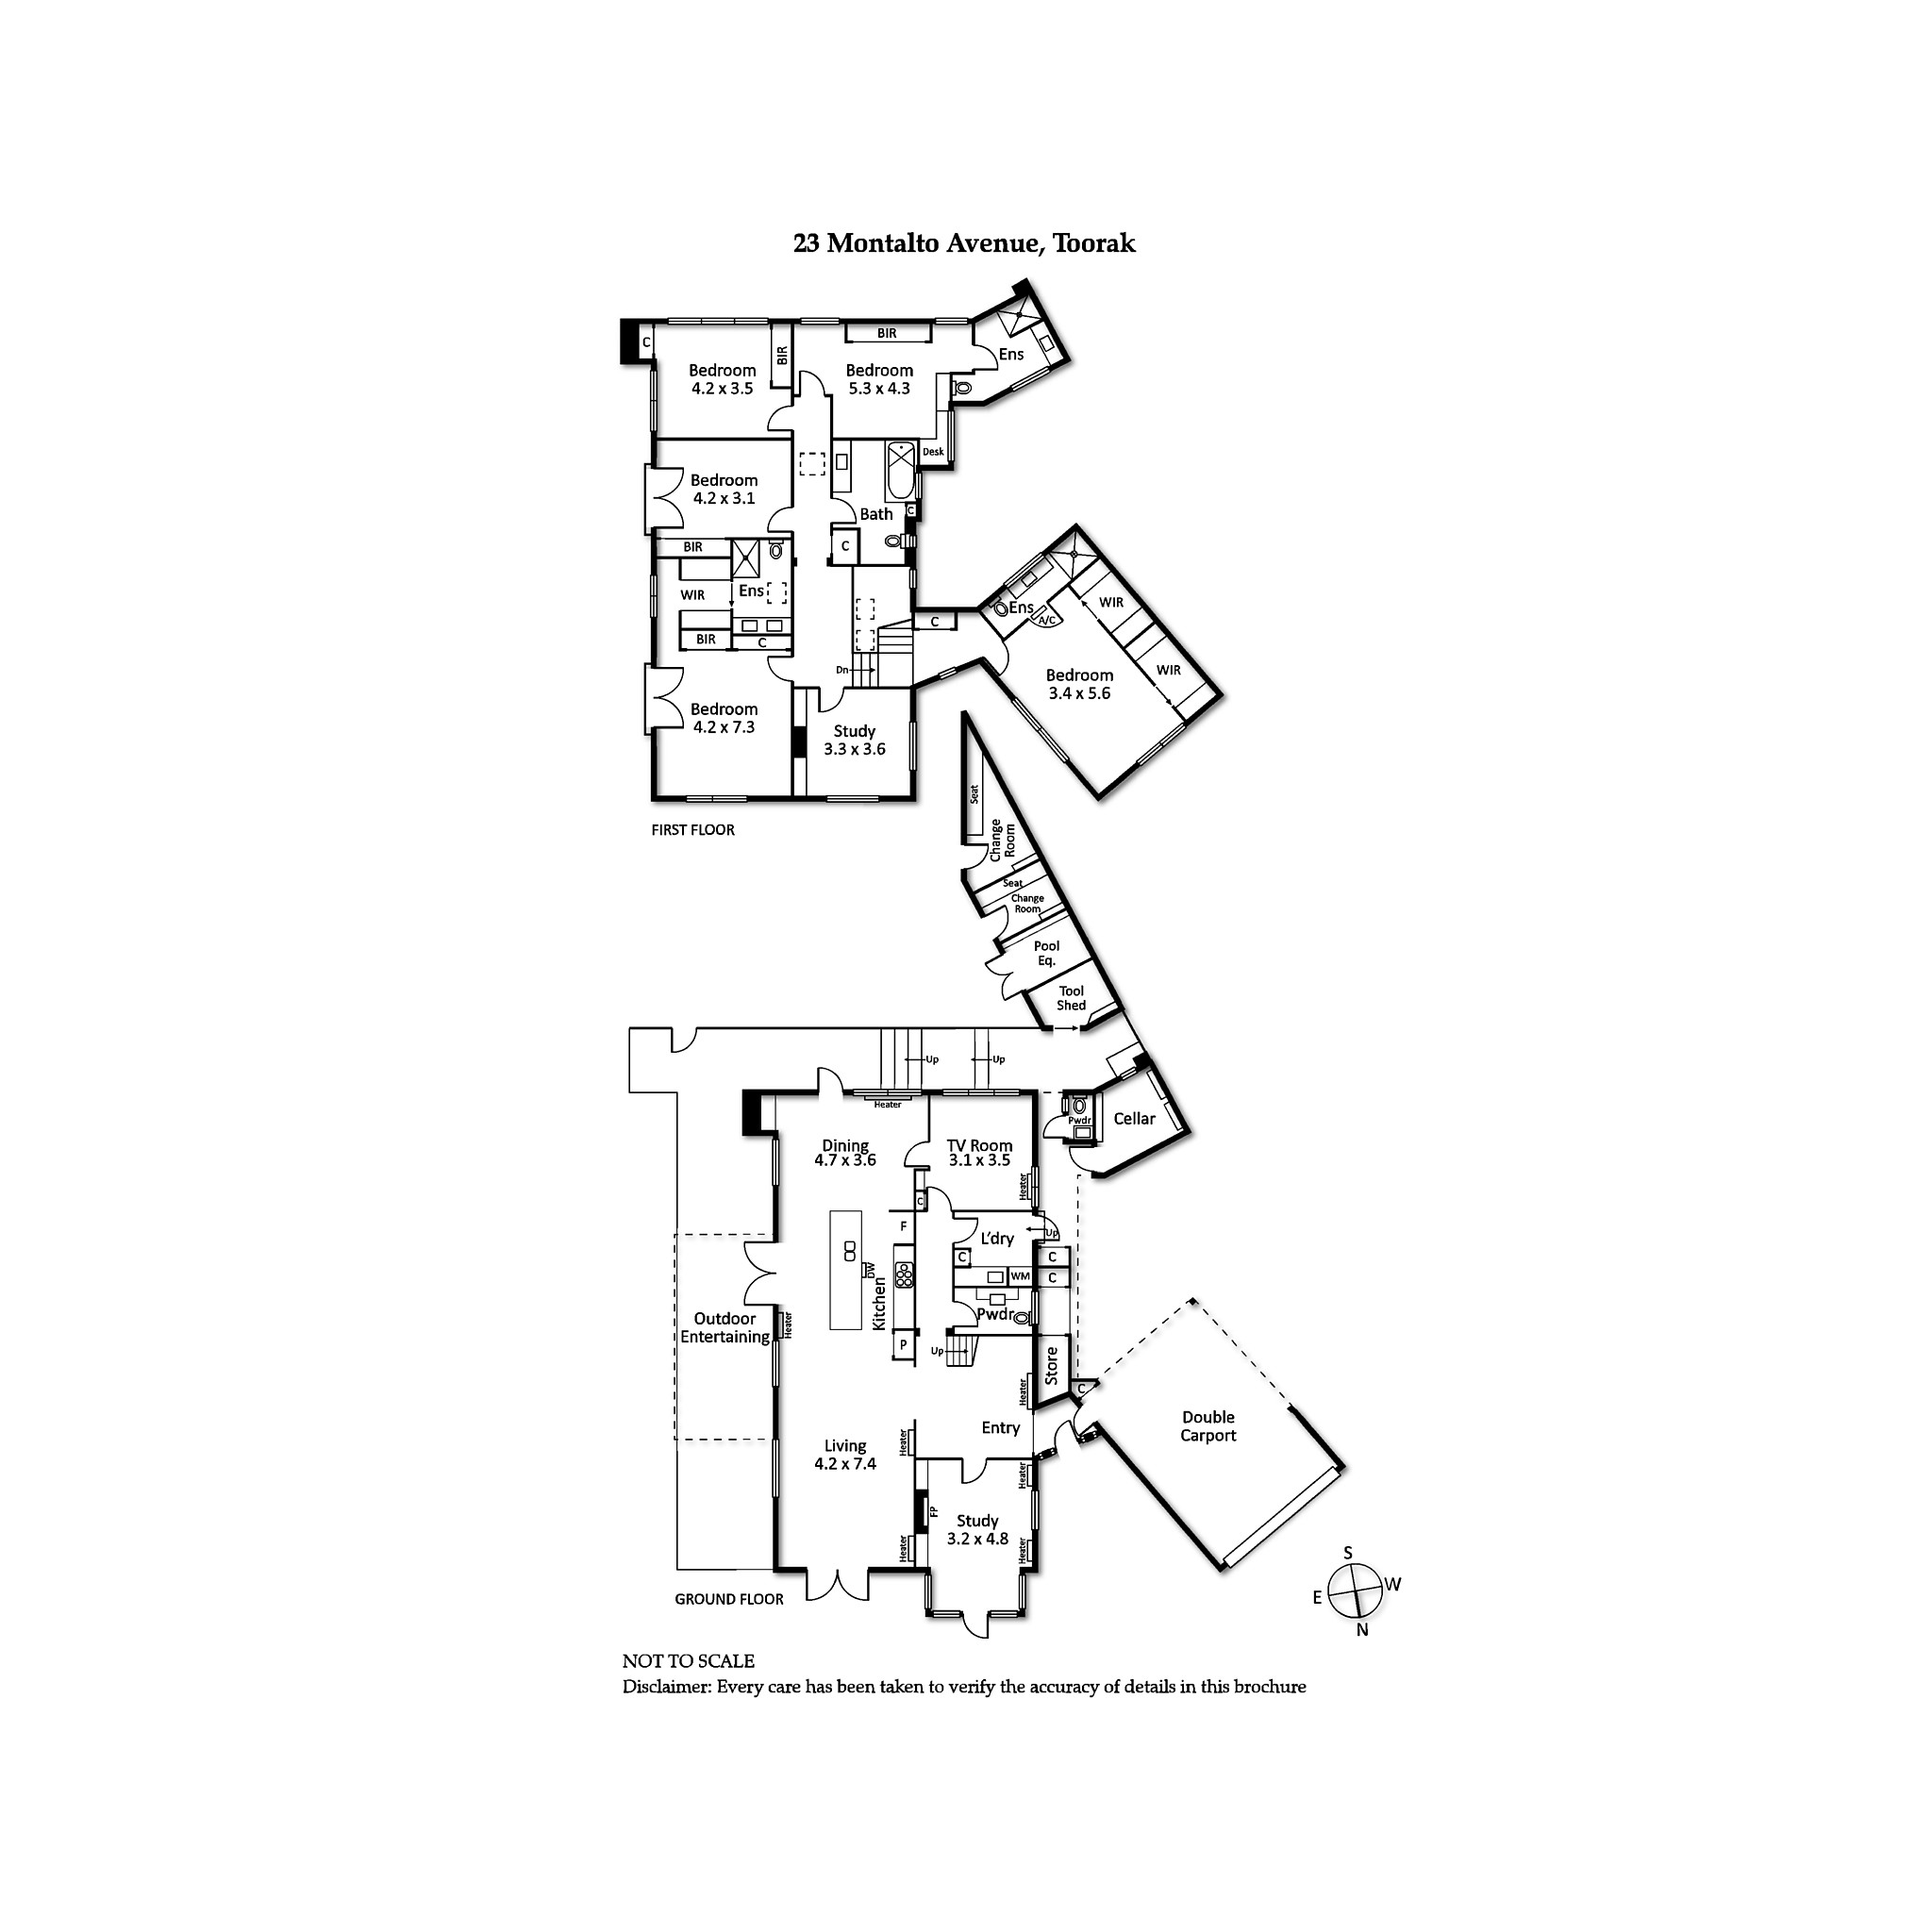 23 Montalto Avenue, Toorak
C
BIR
BIR
Ens
Bedroom
4.2 x 3.5
Bedroom
5.3 x 4.3
Desk
Bedroom
4.2 x 3.1
Bath
C
C
BIR
WIR
Ens
BIR
C
C
Ens
A/C
WIR
WIR
Dn
Bedroom
3.4 x 5.6
Bedroom
4.2 x 7.3
Study
3.3 x 3.6
FIRST FLOOR
Seat
Change
Room
Seat
Change
Room
Pool
Eq.
Tool
Shed
Up
Up
Heater
Pwdr
Cellar
Dining
4.7 x 3.6
TV Room
3.1 x 3.5
Heater
C
F
L'dry
Up
C
C
WM
C
DW
Kitchen
Pwdr
Outdoor
Entertaining
Heater
P
Up
Store
Heater
C
Entry
Double
Carport
Living
4.2 x 7.4
Heater
Heater
FP
Study
3.2 x 4.8
Heater
Heater
GROUND FLOOR
S
W
E
N
NOT TO SCALE
Disclaimer: Every care has been taken to verify the accuracy of details in this brochure